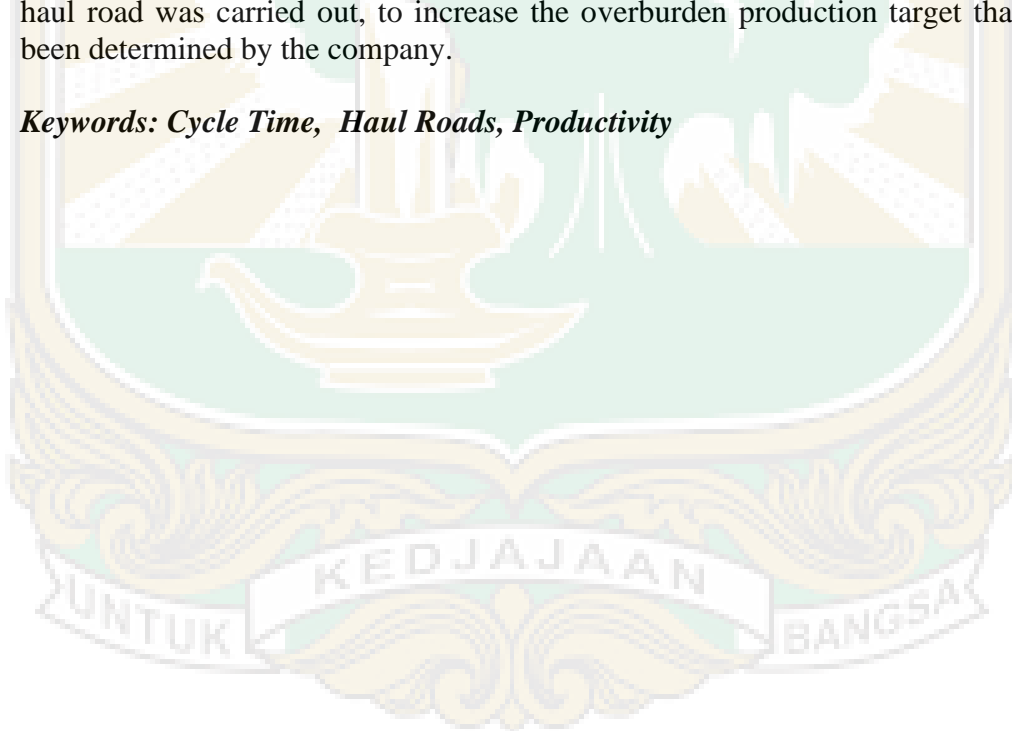 haul road was carried out, to increase the overburden production target tha
been determined by the company.
Keywords: Cycle Time, Haul Roads, Productivity
KEDJAJAAN
UNTUK
BANGSA